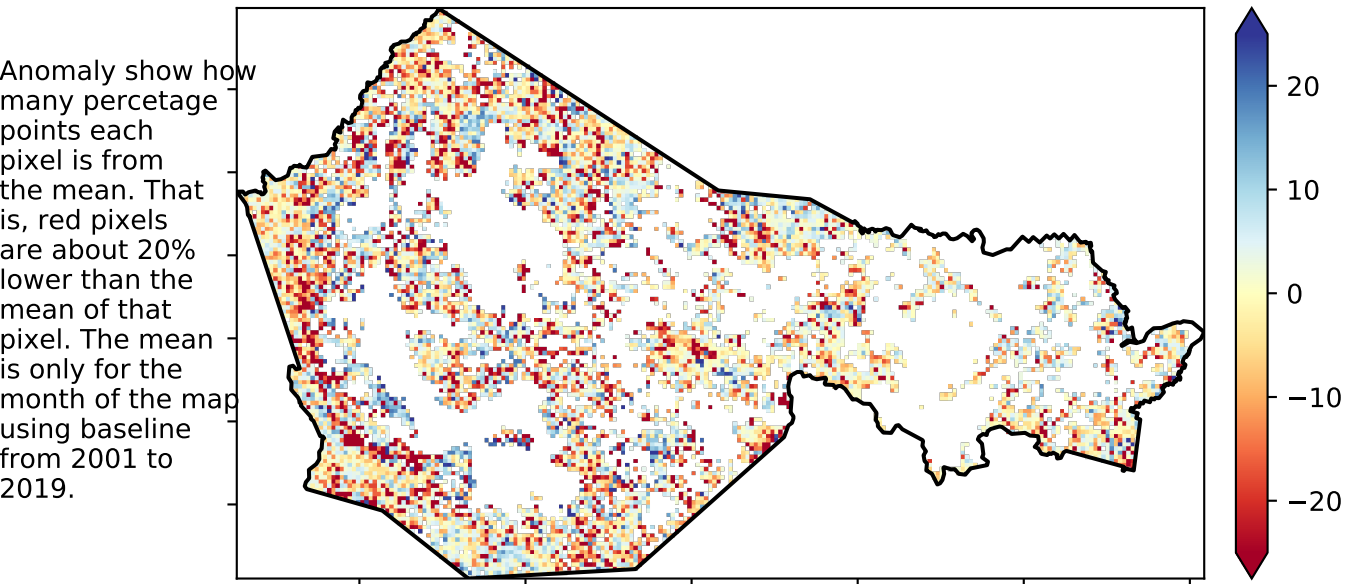 Anomaly show how
many percetage
points each
pixel is from
the mean. That
is, red pixels
are about 20%
lower than the
mean of that
pixel. The mean
is only for the
month of the map
using baseline
from 2001 to
2019.
20
10
0
−10
−20